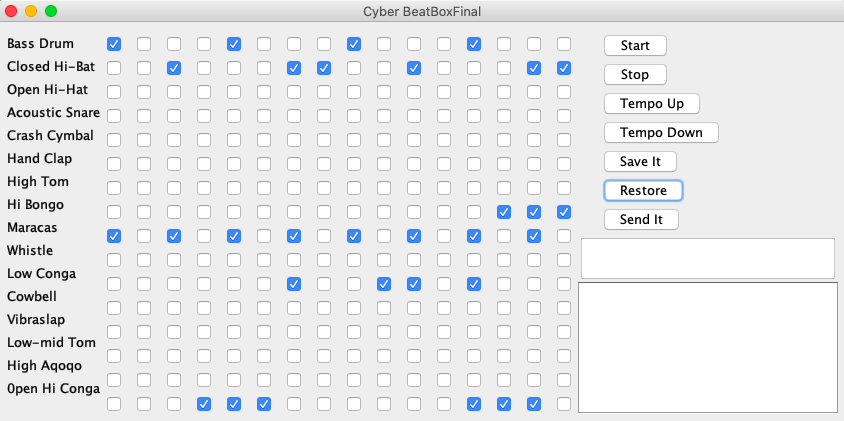 Cyber BeatBoxFinal
Bass Drum
Closed Hi-Bat
Open Hi-Hat
Acoustic Snare
Crash Cymbal
Hand Clap
High Tom
Hi Bongo
Maracas
Whistle
Low Conga
Cowbell
Vibraslap
Low-mid Tom
High Aqoqo
0pen Hi Conga
Start
Stop
Tempo Up
Tempo Down
Save It
Restore
Send It